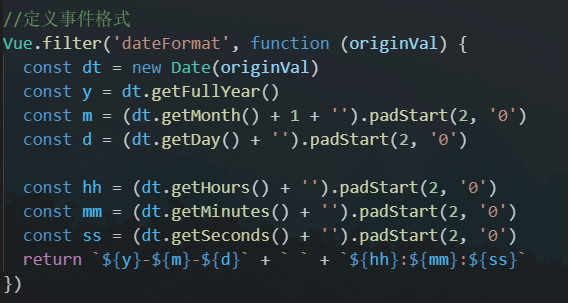 //定义事件格式
Vue.filter('dateFormat', function (originVal) {
  const dt = new Date(originVal)
  const y = dt.getFullYear()
  const m = (dt.getMonth() + 1 + '').padStart(2, '0')
  const d = (dt.getDay() + '').padStart(2, '0')

  const hh = (dt.getHours() + '').padStart(2, '0')
  const mm = (dt.getMinutes() + '').padStart(2, '0')
  const ss = (dt.getSeconds() + '').padStart(2, '0')
  return `${y}-${m}-${d}` + ` ` + `${hh}:${mm}:${ss}`
})